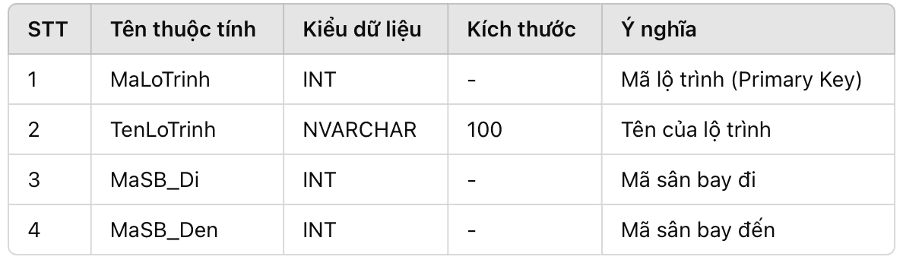 STT Tên thuộc tính Kiểu dữ liệu Kích thước Ý nghĩa
1 MaLoTrinh INT - Mã lộ trình (Primary Key)
2 TenLoTrinh NVARCHAR 100 Tên của lộ trình
3 MaSB_Di INT - Mã sân bay đi
4 MaSB_Den INT - Mã sân bay đến